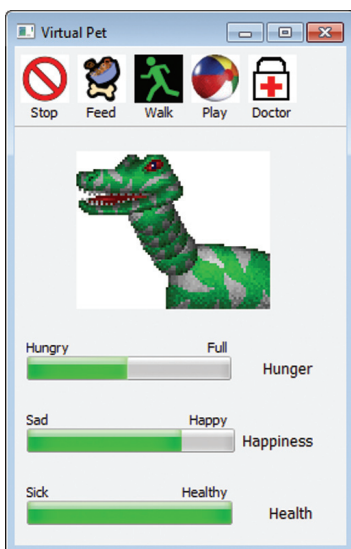 Virtual Pet
Stop Feed Walk Play Doctor
Hungry Full
Hunger
Sad Happy
Happiness
Sick Healthy
Health